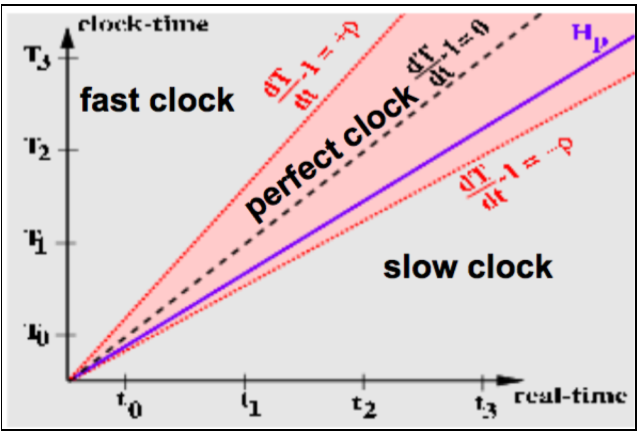 clock-time
T3
T2
T1
T0
fast clock
dT/dt -1 = +ρ
perfect clock
dT/dt -1 = 0
Hp
dT/dt -1 = -ρ
slow clock
t0
t1
t2
t3
real-time